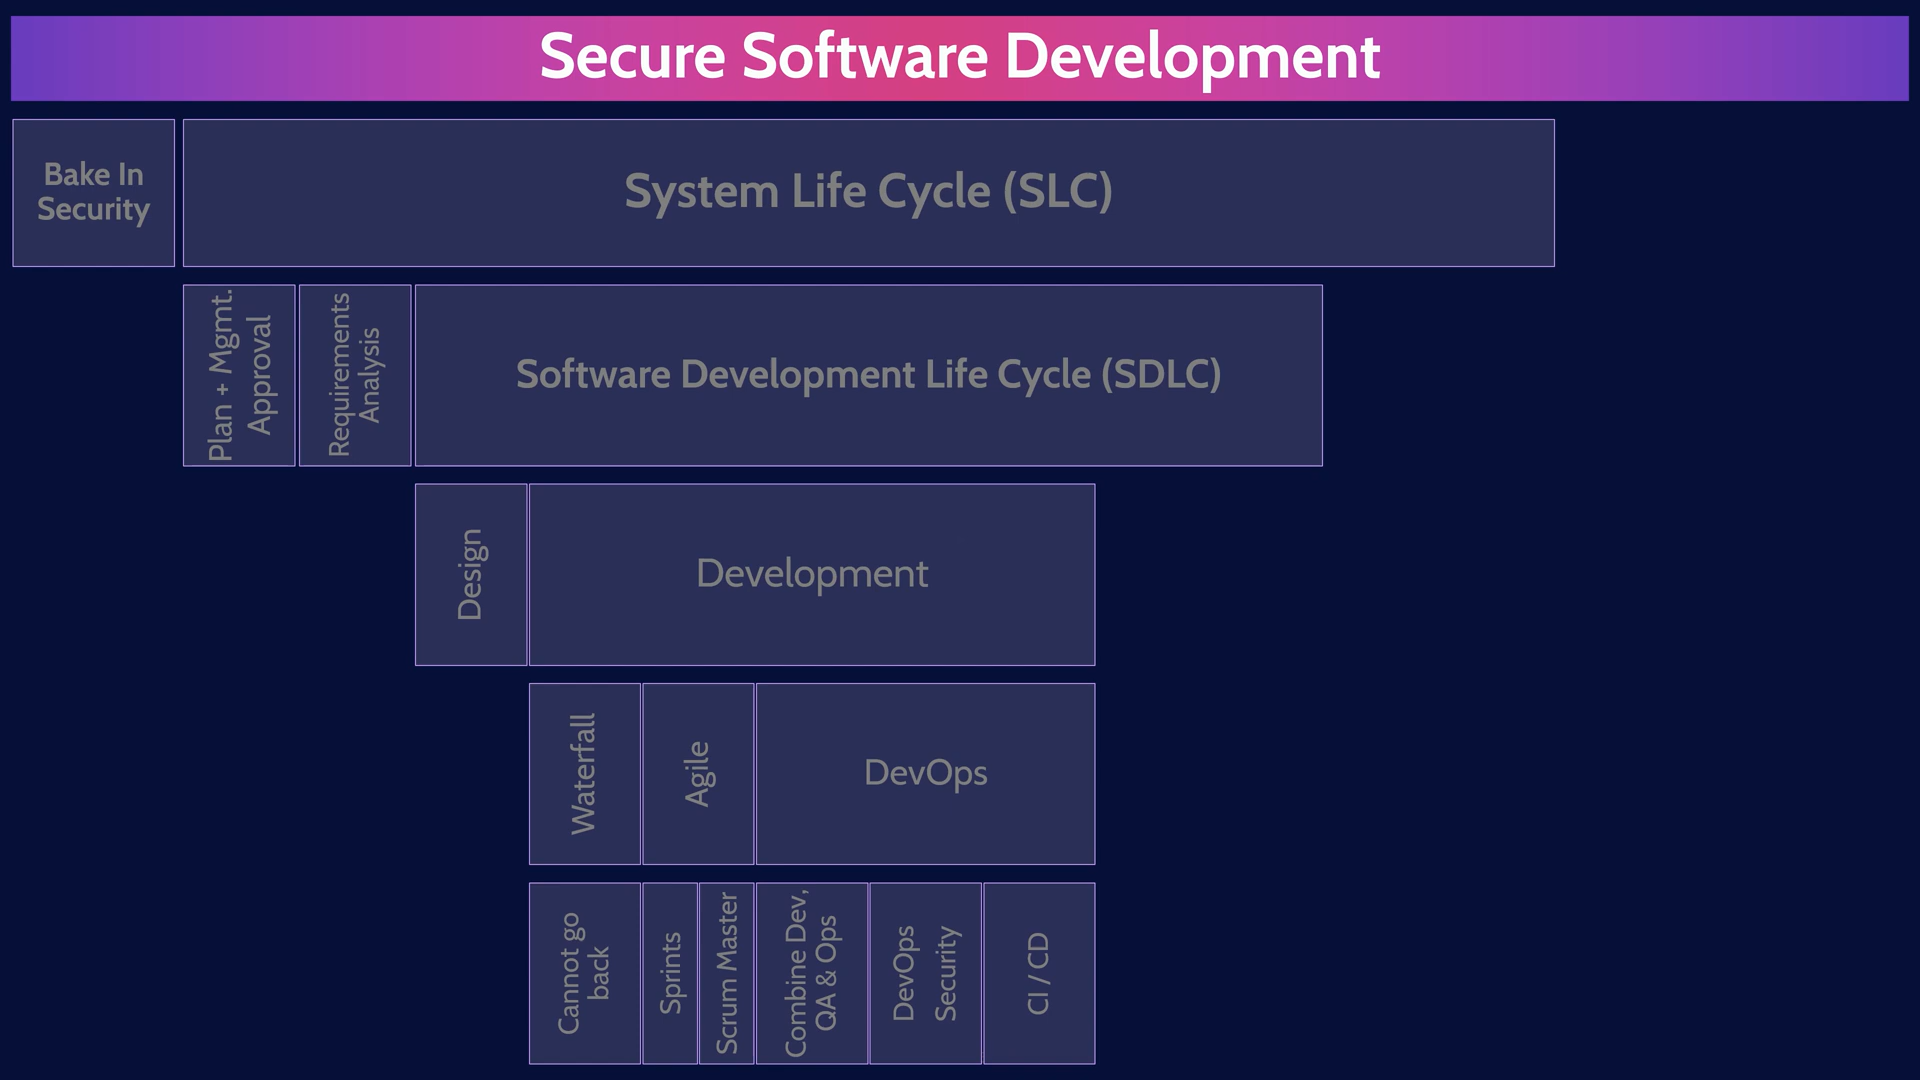 Secure Software Development
Bake In
Security
System Life Cycle (SLC)
Plan + Mgmt.
Approval
Requirements
Analysis
Software Development Life Cycle (SDLC)
Design
Development
Waterfall
Agile
DevOps
Cannot go
back
Sprints
Scrum Master
Combine Dev,
QA & Ops
DevOps
Security
CI / CD